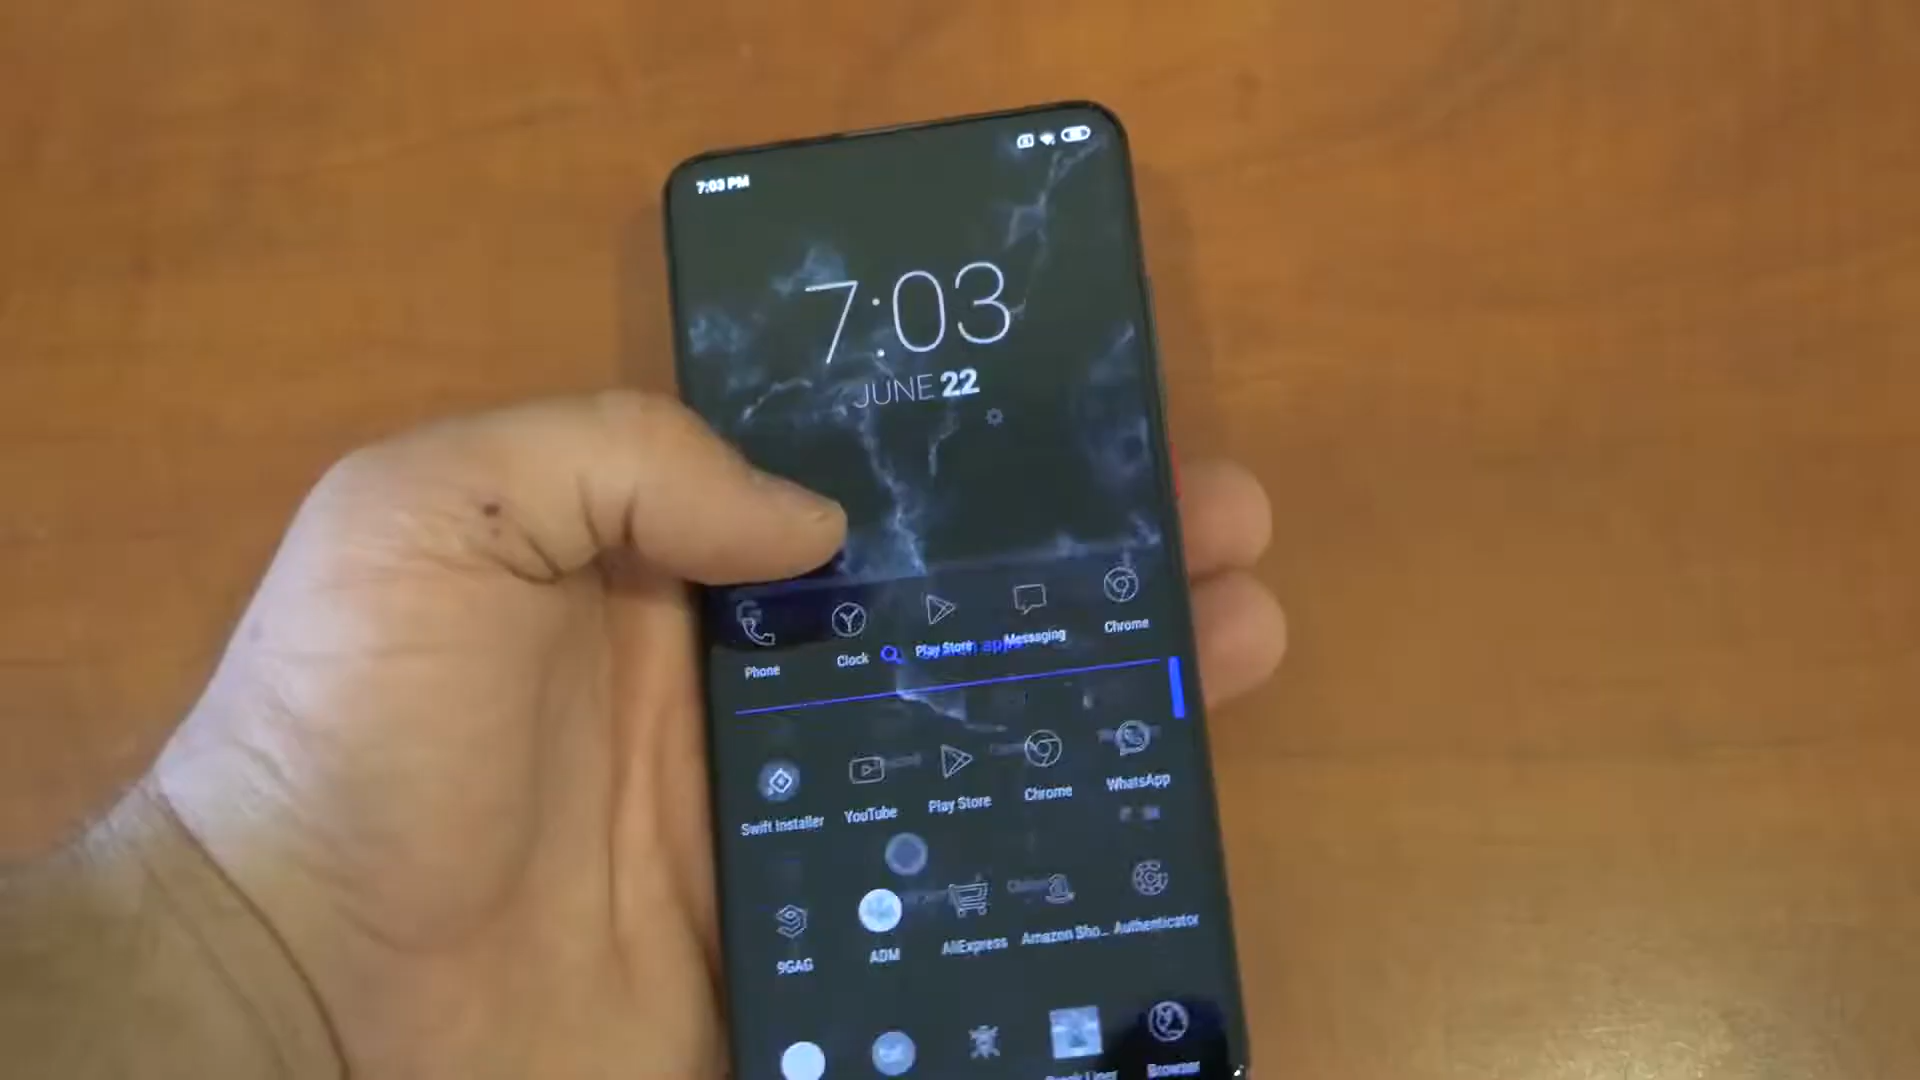 7:03 PM
7:03
JUNE 22
Phone
Clock
Play Store
Messaging
Chrome
Swift Installer
YouTube
Play Store
Chrome
WhatsApp
9GAG
ADM
AliExpress
Amazon Sho...
Authenticator
Browser